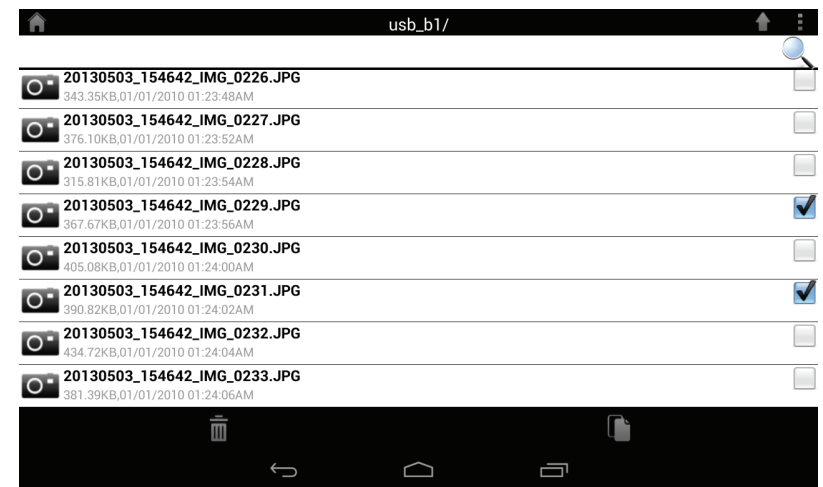 usb_b1/
20130503_154642_IMG_0226.JPG
343.35KB,01/01/2010 01:23:48AM
20130503_154642_IMG_0227.JPG
376.10KB,01/01/2010 01:23:52AM
20130503_154642_IMG_0228.JPG
315.81KB,01/01/2010 01:23:54AM
20130503_154642_IMG_0229.JPG
367.67KB,01/01/2010 01:23:56AM
20130503_154642_IMG_0230.JPG
405.08KB,01/01/2010 01:24:00AM
20130503_154642_IMG_0231.JPG
390.82KB,01/01/2010 01:24:02AM
20130503_154642_IMG_0232.JPG
434.72KB,01/01/2010 01:24:04AM
20130503_154642_IMG_0233.JPG
381.39KB,01/01/2010 01:24:06AM